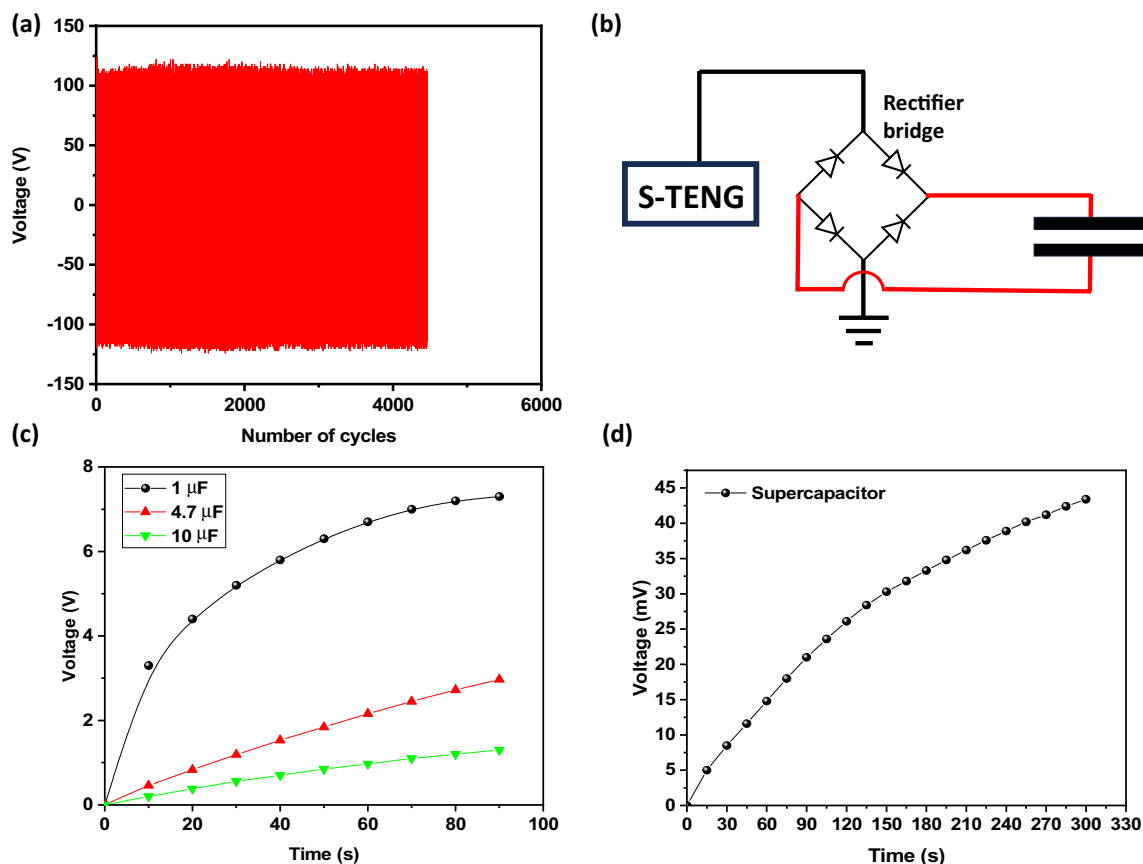 (a)
150
100
50
0
-50
-100
-150
Voltage (V)
0 2000 4000 6000
Number of cycles
(b)
Rectifier
bridge
S-TENG
(c)
8
6
4
2
0
Voltage (V)
1 μF
4.7 μF
10 μF
0 20 40 60 80 100
Time (s)
(d)
45
40
35
30
25
20
15
10
5
0
Voltage (mV)
Supercapacitor
0 30 60 90 120 150 180 210 240 270 300 330
Time (s)